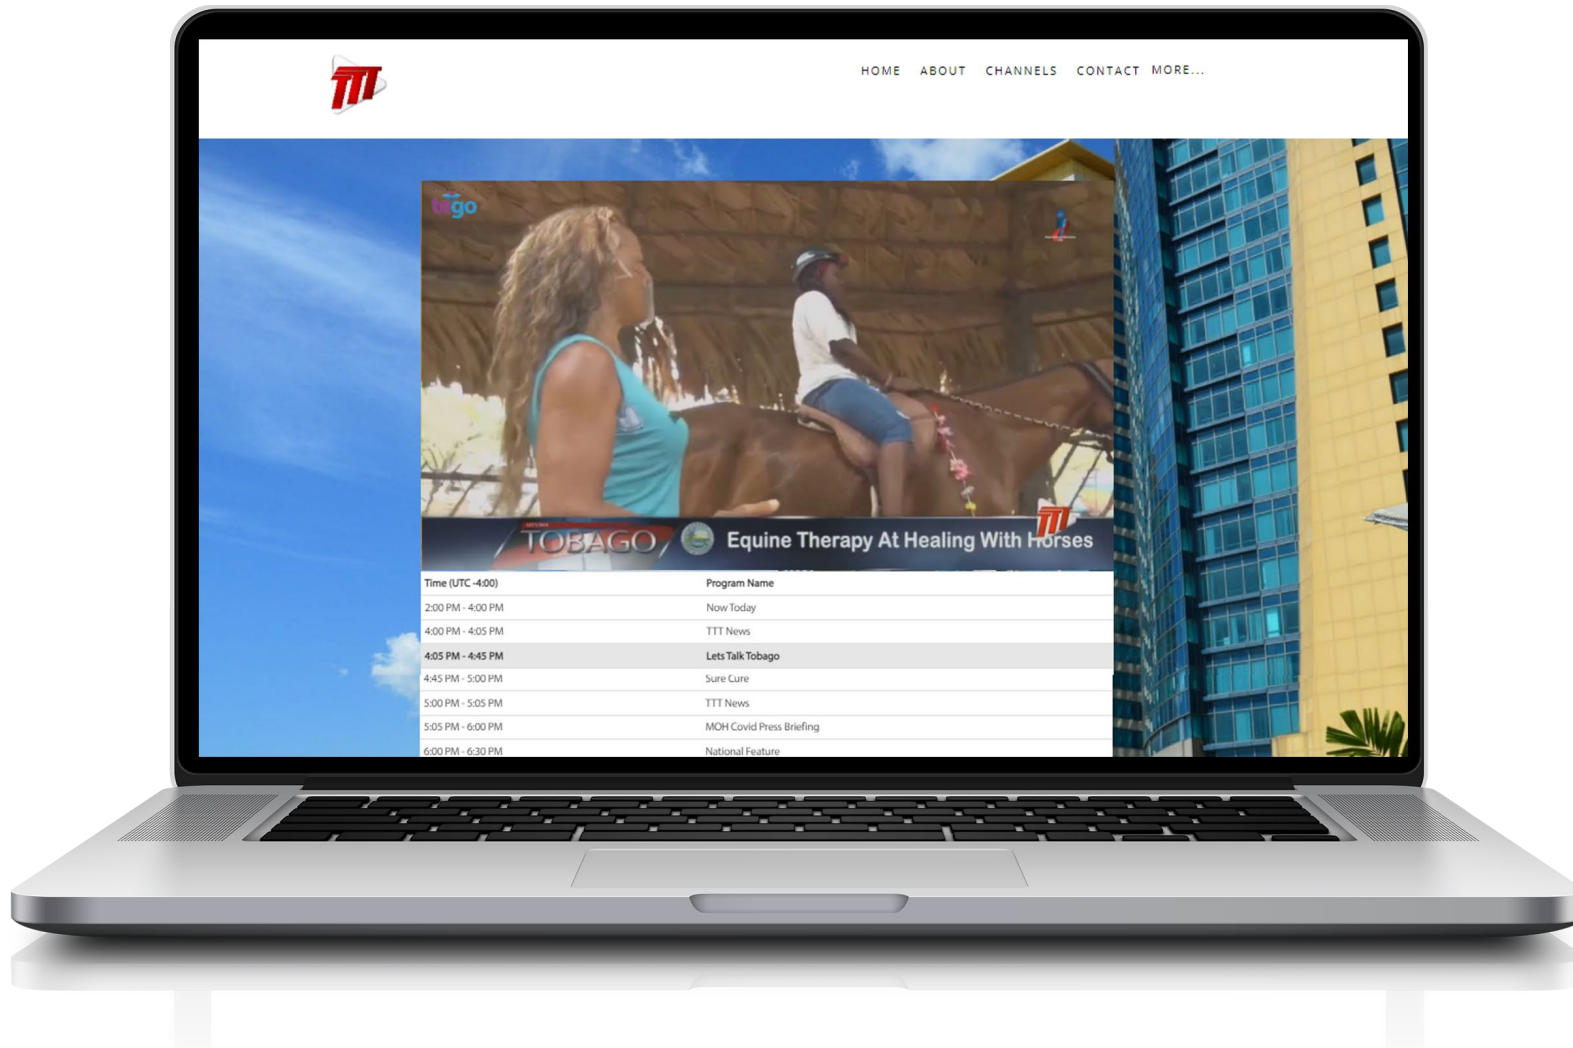 TTT
HOME ABOUT CHANNELS CONTACT MORE...
tego
TOBAGO Equine Therapy At Healing With Horses
TTT
Time (UTC -4:00) Program Name
2:00 PM - 4:00 PM Now Today
4:00 PM - 4:05 PM TTT News
4:05 PM - 4:45 PM Lets Talk Tobago
4:45 PM - 5:00 PM Sure Cure
5:00 PM - 5:05 PM TTT News
5:05 PM - 6:00 PM MOH Covid Press Briefing
6:00 PM - 6:30 PM National Feature